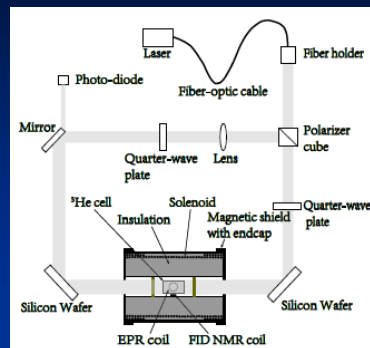 Laser
Fiber holder
Photo-diode
Fiber-optic cable
Mirror
Polarizer
cube
Quarter-wave
plate
Lens
³He cell
Solenoid
Insulation
Magnetic shield
with endcap
Quarter-wave
plate
Silicon Wafer
Silicon Wafer
EPR coil
FID NMR coil